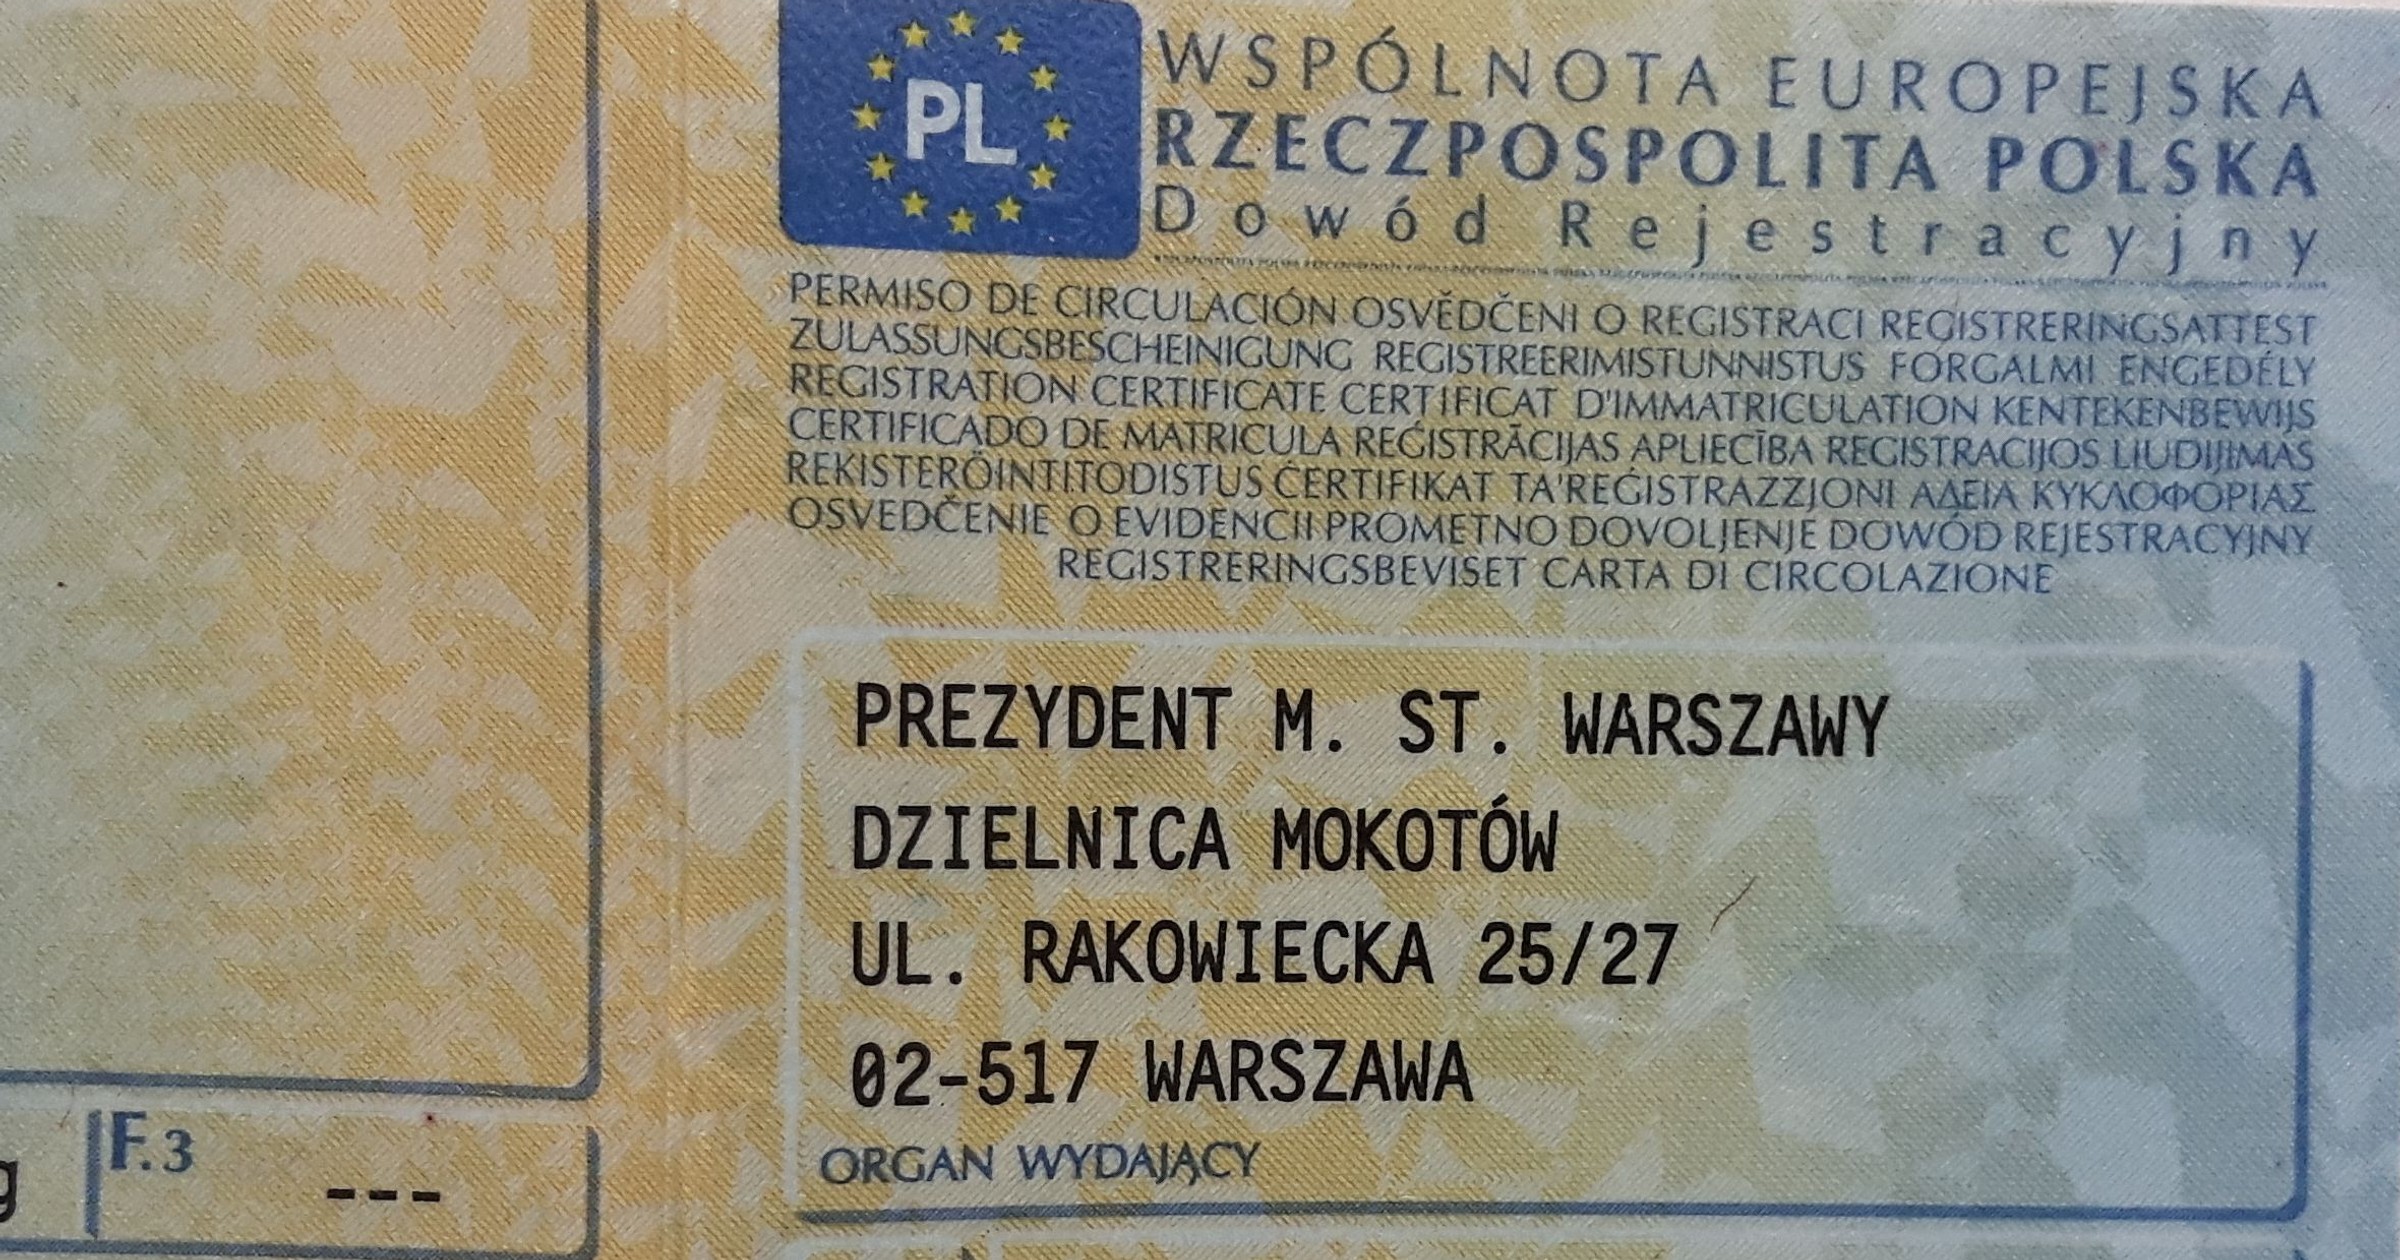 PL
WSPÓLNOTA EUROPEJSKA
RZECZPOSPOLITA POLSKA
Dowód Rejestracyjny
PERMISO DE CIRCULACIÓN OSVĚDČENI O REGISTRACI REGISTRERINGSATTEST
ZULASSUNGSBESCHEINIGUNG REGISTREERIMISTUNNISTUS FORGALMI ENGEDÉLY
REGISTRATION CERTIFICATE CERTIFICAT D'IMMATRICULATION KENTEKENBEWIJS
CERTIFICADO DE MATRICULA REĢISTRĀCIJAS APLIECĪBA REGISTRACIJOS LIUDIJIMAS
REKISTERÖINTITODISTUS ĊERTIFIKAT TA'REĠISTRAZZJONI ΑΔΕΙΑ ΚΥΚΛΟΦΟΡΙΑΣ
OSVEDČENIE O EVIDENCII PROMETNO DOVOLJENJE DOWÓD REJESTRACYJNY
REGISTRERINGSBEVISET CARTA DI CIRCOLAZIONE
PREZYDENT M. ST. WARSZAWY
DZIELNICA MOKOTÓW
UL. RAKOWIECKA 25/27
02-517 WARSZAWA
ORGAN WYDAJĄCY
g F.3 ---